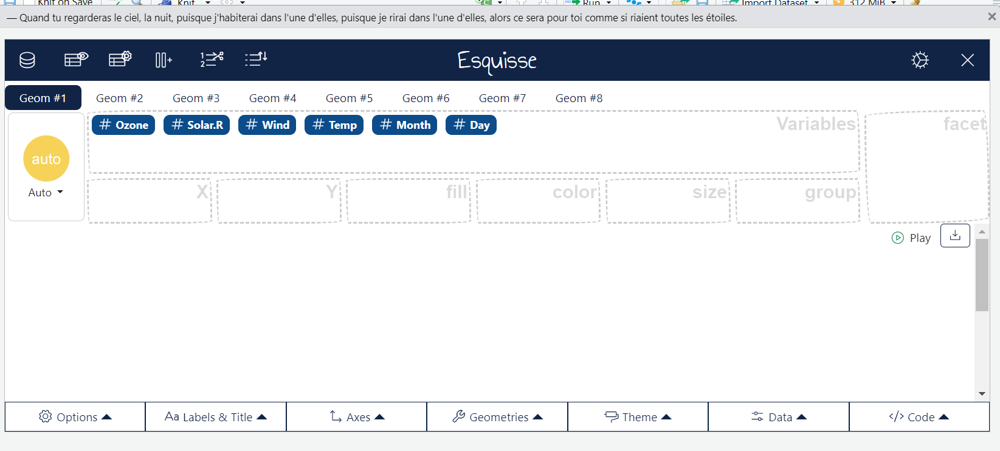 Knit on Save Knit Run Import Dataset 312 MiB
— Quand tu regarderas le ciel, la nuit, puisque j'habiterai dans l'une d'elles, puisque je rirai dans l'une d'elles, alors ce sera pour toi comme si riaient toutes les étoiles.
Esquisse
Geom #1 Geom #2 Geom #3 Geom #4 Geom #5 Geom #6 Geom #7 Geom #8
# Ozone # Solar.R # Wind # Temp # Month # Day Variables facet
auto
Auto X Y fill color size group
Play
Options Aa Labels & Title Axes Geometries Theme Data </> Code